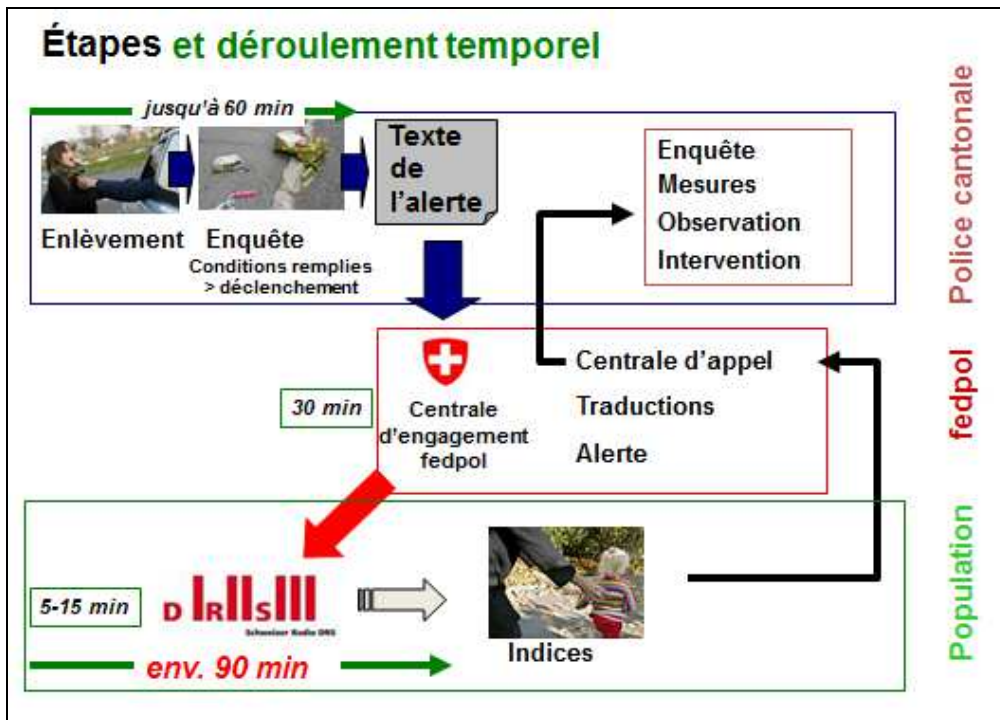 Étapes et déroulement temporel
jusqu'à 60 min
Enlèvement
Enquête
Conditions remplies
> déclenchement
Texte
de
l'alerte
Enquête
Mesures
Observation
Intervention
Police cantonale
30 min
Centrale
d'engagement
fedpol
Centrale d'appel
Traductions
Alerte
fedpol
5-15 min
DRS
Schweizer Radio DRS
Indices
env. 90 min
Population